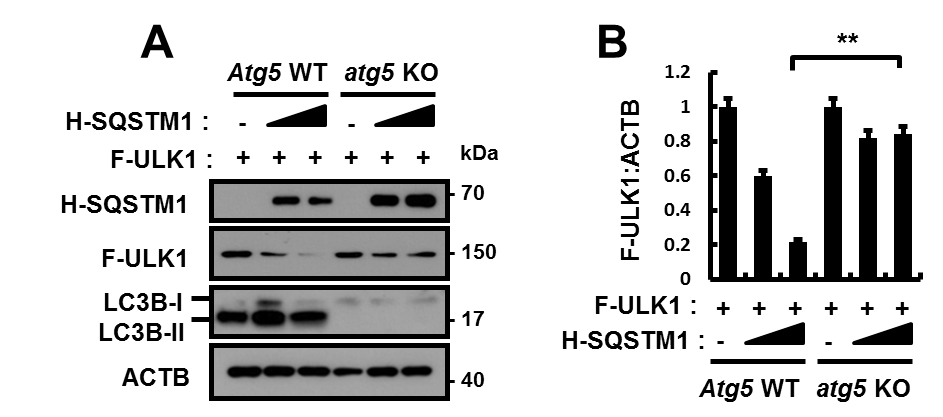 A
Atg5 WT atg5 KO
H-SQSTM1 : - -
F-ULK1 : + + + + + + kDa
H-SQSTM1 - 70
F-ULK1 - 150
LC3B-I
LC3B-II - 17
ACTB - 40
B
**
F-ULK1:ACTB
1.2
1
0.8
0.6
0.4
0.2
0
F-ULK1 : + + + + + +
H-SQSTM1 : - -
Atg5 WT atg5 KO